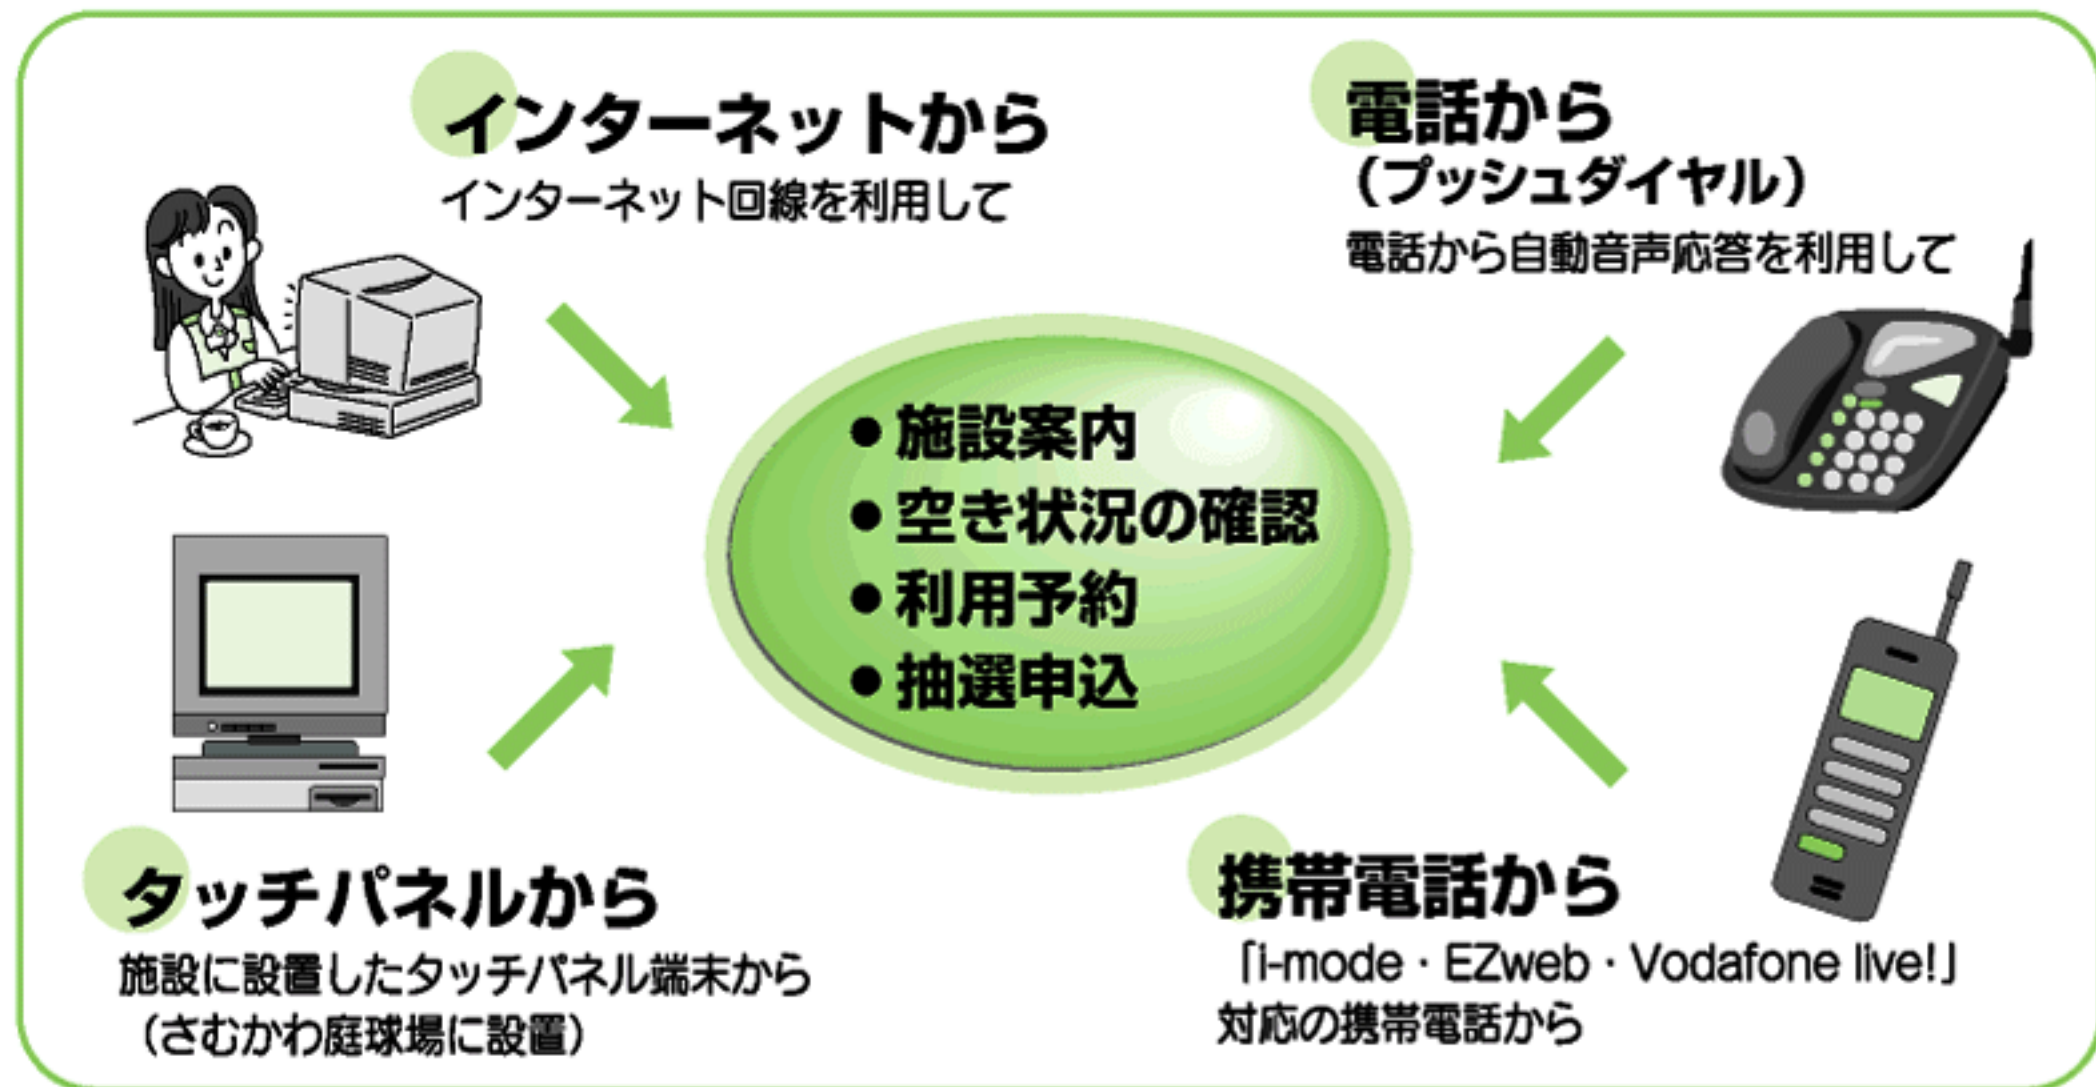 インターネットから
インターネット回線を利用して
電話から
（プッシュダイヤル）
電話から自動音声応答を利用して
● 施設案内
● 空き状況の確認
● 利用予約
● 抽選申込
タッチパネルから
施設に設置したタッチパネル端末から
（さむかわ庭球場に設置）
携帯電話から
「i-mode・EZweb・Vodafone live!」
対応の携帯電話から